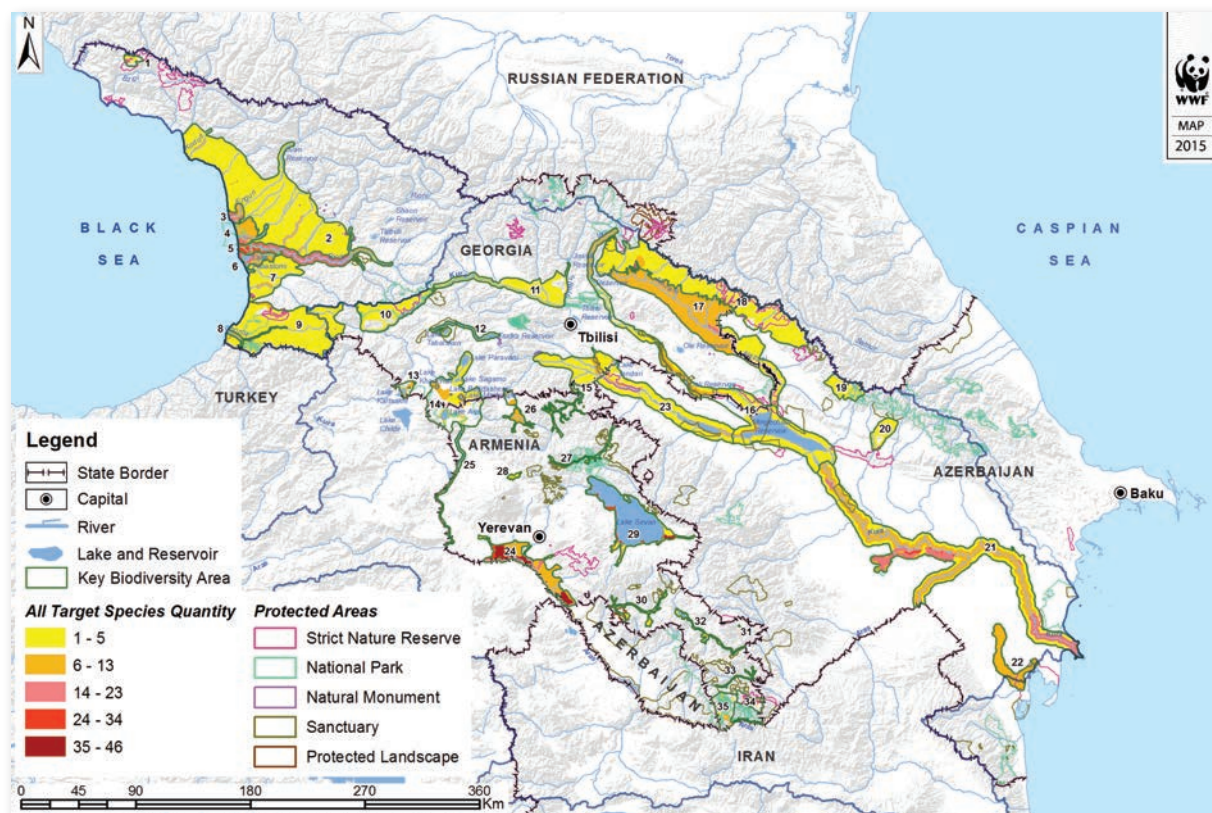 N
RUSSIAN FEDERATION
WWF
MAP
2015
BLACK
SEA
GEORGIA
CASPIAN
SEA
Tbilisi
TURKEY
ARMENIA
AZERBAIJAN
Baku
Yerevan
Lake Sevan
AZERBAIJAN
IRAN
1
2
3
4
5
6
7
8
9
10
11
12
13
14
15
16
17
18
19
20
21
22
23
24
25
26
27
28
29
30
31
32
33
34
35
Legend
State Border
Capital
River
Lake and Reservoir
Key Biodiversity Area
All Target Species Quantity
1 - 5
6 - 13
14 - 23
24 - 34
35 - 46
Protected Areas
Strict Nature Reserve
National Park
Natural Monument
Sanctuary
Protected Landscape
0 45 90 180 270 360
Km